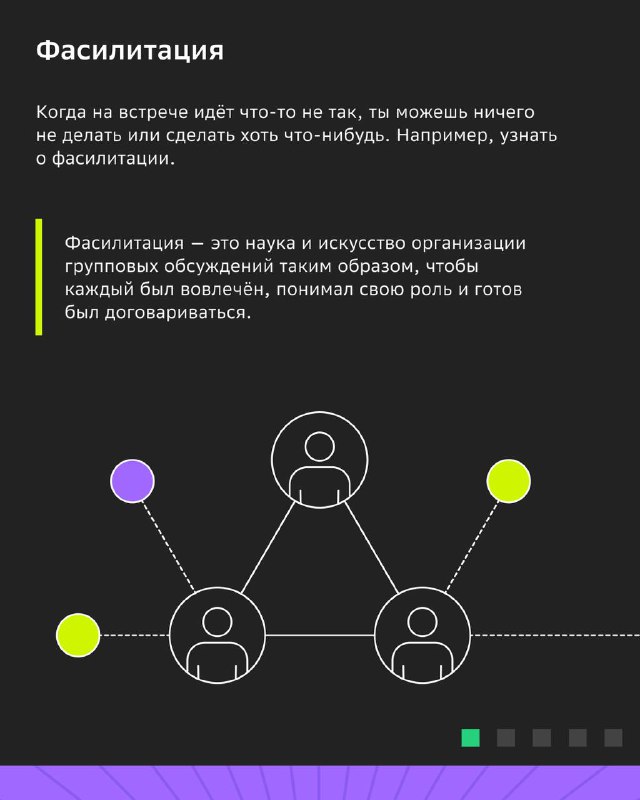 Фасилитация
Когда на встрече идёт что-то не так, ты можешь ничего
не делать или сделать хоть что-нибудь. Например, узнать
о фасилитации.
Фасилитация — это наука и искусство организации
групповых обсуждений таким образом, чтобы
каждый был вовлечён, понимал свою роль и готов
был договариваться.